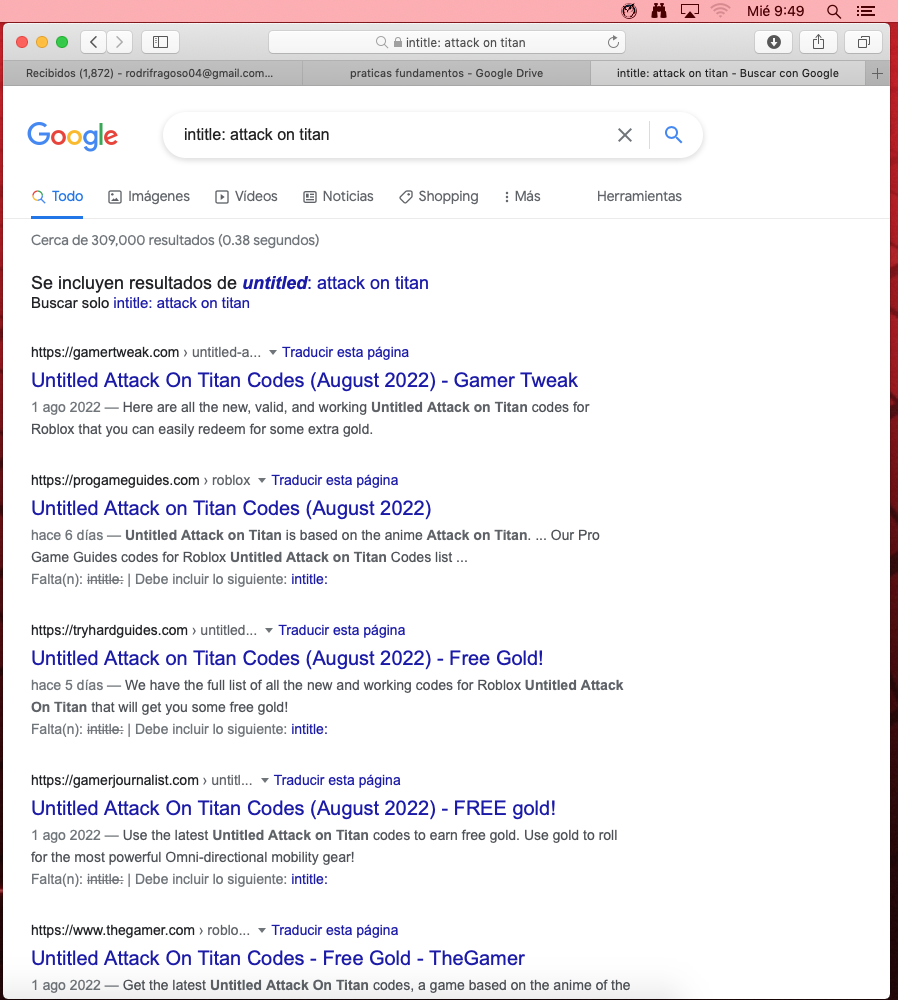 Mié 9:49
intitle: attack on titan
Recibidos (1,872) - rodrifragoso04@gmail.com...
praticas fundamentos - Google Drive
intitle: attack on titan - Buscar con Google
Google
intitle: attack on titan
Todo
Imágenes
Vídeos
Noticias
Shopping
Más
Herramientas
Cerca de 309,000 resultados (0.38 segundos)
Se incluyen resultados de untitled: attack on titan
Buscar solo intitle: attack on titan
https://gamertweak.com › untitled-a... Traducir esta página
Untitled Attack On Titan Codes (August 2022) - Gamer Tweak
1 ago 2022 — Here are all the new, valid, and working Untitled Attack on Titan codes for
Roblox that you can easily redeem for some extra gold.
https://progameguides.com › roblox Traducir esta página
Untitled Attack on Titan Codes (August 2022)
hace 6 días — Untitled Attack on Titan is based on the anime Attack on Titan. ... Our Pro
Game Guides codes for Roblox Untitled Attack on Titan Codes list ...
Falta(n): intitle: | Debe incluir lo siguiente: intitle:
https://tryhardguides.com › untitled... Traducir esta página
Untitled Attack on Titan Codes (August 2022) - Free Gold!
hace 5 días — We have the full list of all the new and working codes for Roblox Untitled Attack
On Titan that will get you some free gold!
Falta(n): intitle: | Debe incluir lo siguiente: intitle:
https://gamerjournalist.com › untitl... Traducir esta página
Untitled Attack On Titan Codes (August 2022) - FREE gold!
1 ago 2022 — Use the latest Untitled Attack on Titan codes to earn free gold. Use gold to roll
for the most powerful Omni-directional mobility gear!
Falta(n): intitle: | Debe incluir lo siguiente: intitle:
https://www.thegamer.com › roblo... Traducir esta página
Untitled Attack On Titan Codes - Free Gold - TheGamer
1 ago 2022 — Get the latest Untitled Attack On Titan codes, a game based on the anime of the